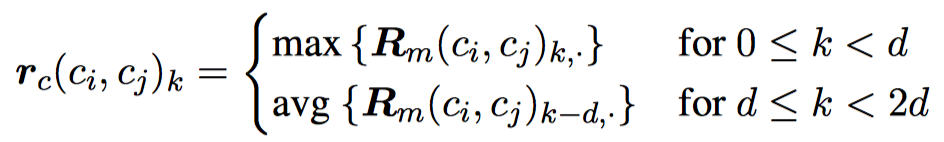 r_c(c_i, c_j)_k = { max {R_m(c_i, c_j)_{k,·}} for 0 ≤ k < d
avg {R_m(c_i, c_j)_{k−d,·}} for d ≤ k < 2d